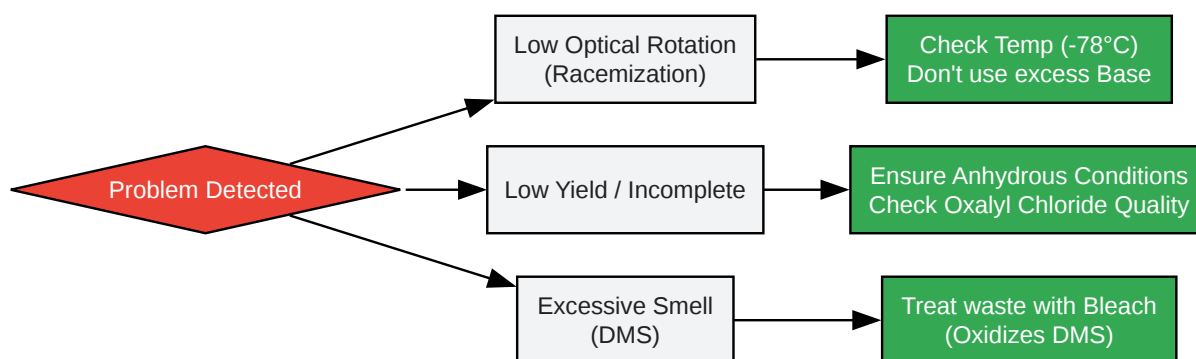 Problem Detected
Low Optical Rotation
(Racemization)
Check Temp (-78°C)
Don't use excess Base
Low Yield / Incomplete
Ensure Anhydrous Conditions
Check Oxalyl Chloride Quality
Excessive Smell
(DMS)
Treat waste with Bleach
(Oxidizes DMS)